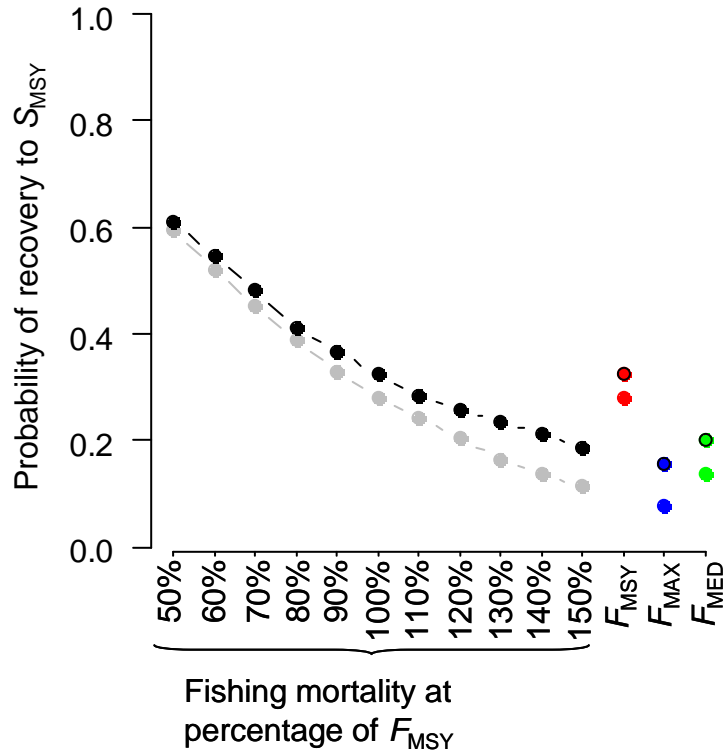 Probability of recovery to SMSY
1.0
0.8
0.6
0.4
0.2
0.0
50%
60%
70%
80%
90%
100%
110%
120%
130%
140%
150%
FMSY
FMAX
FMED
Fishing mortality at
percentage of FMSY